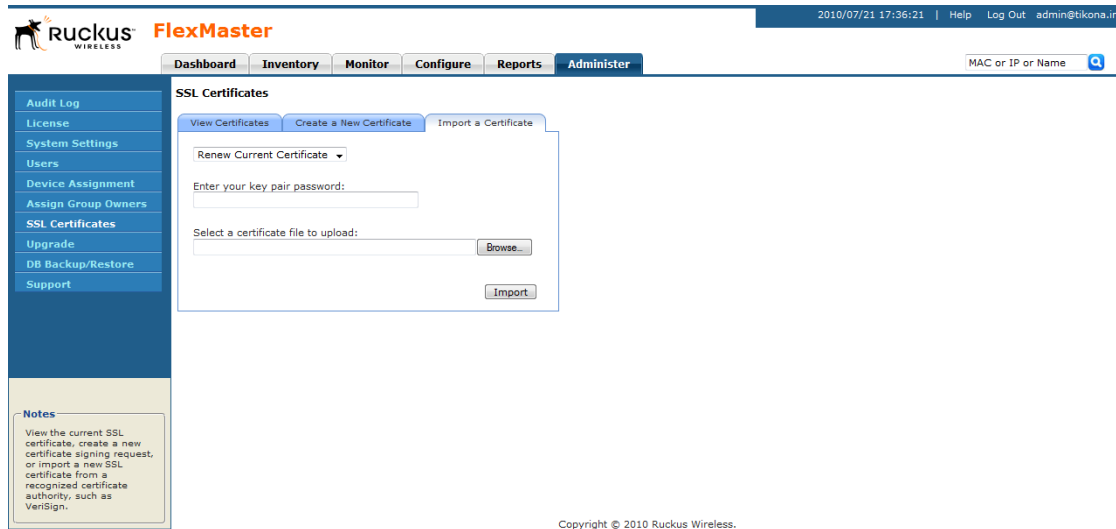 2010/07/21 17:36:21 | Help Log Out admin@tikona.in
Ruckus WIRELESS FlexMaster
Dashboard Inventory Monitor Configure Reports Administer
MAC or IP or Name
Audit Log
License
System Settings
Users
Device Assignment
Assign Group Owners
SSL Certificates
Upgrade
DB Backup/Restore
Support
SSL Certificates
View Certificates Create a New Certificate Import a Certificate
Renew Current Certificate
Enter your key pair password:
Select a certificate file to upload:
Browse...
Import
Notes
View the current SSL
certificate, create a new
certificate signing request,
or import a new SSL
certificate from a
recognized certificate
authority, such as
VeriSign.
Copyright © 2010 Ruckus Wireless.